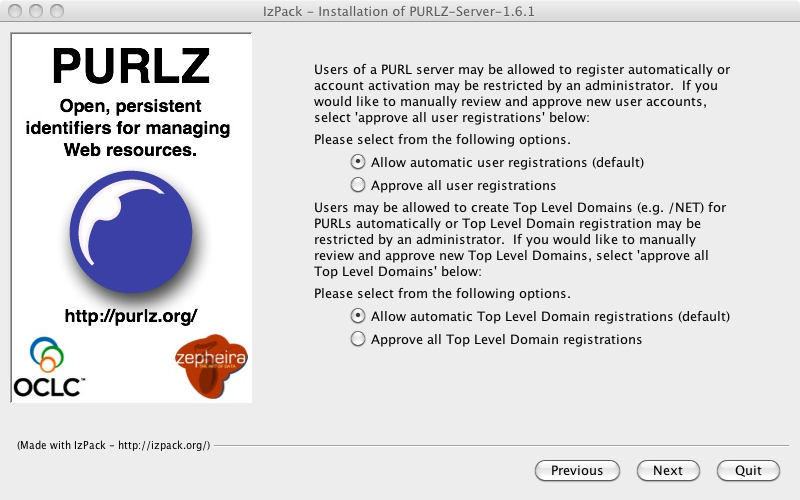 IzPack - Installation of PURLZ-Server-1.6.1
PURLZ
Open, persistent
identifiers for managing
Web resources.
http://purlz.org/
OCLC™
zepheira
THE ART OF DATA
Users of a PURL server may be allowed to register automatically or
account activation may be restricted by an administrator.  If you
would like to manually review and approve new user accounts,
select 'approve all user registrations' below:
Please select from the following options.
Allow automatic user registrations (default)
Approve all user registrations
Users may be allowed to create Top Level Domains (e.g. /NET) for
PURLs automatically or Top Level Domain registration may be
restricted by an administrator.  If you would like to manually
review and approve new Top Level Domains, select 'approve all
Top Level Domains' below:
Please select from the following options.
Allow automatic Top Level Domain registrations (default)
Approve all Top Level Domain registrations
(Made with IzPack - http://izpack.org/)
Previous
Next
Quit